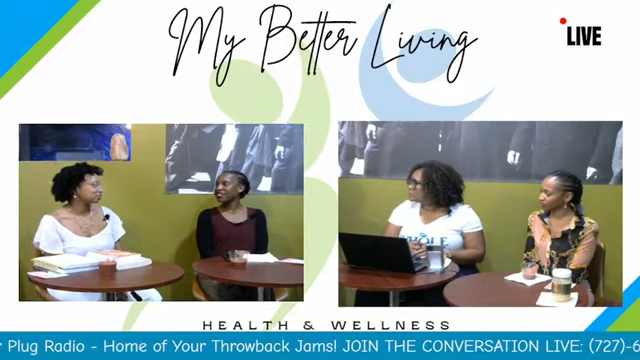 My Better Living
LIVE
HEALTH & WELLNESS
Plug Radio - Home of Your Throwback Jams! JOIN THE CONVERSATION LIVE: (727)-6